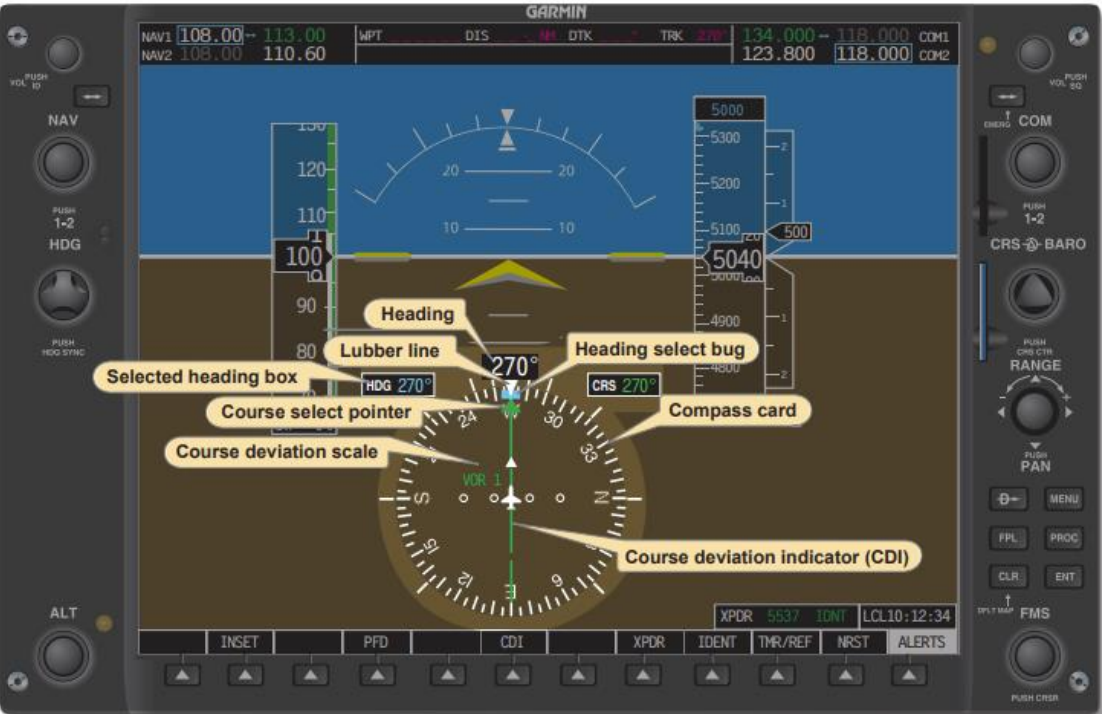 GARMIN
NAV1 108.00 113.00 WPT DIS NM DTK TRK 270° 134.000 118.000 COM1
NAV2 108.00 110.60 123.800 118.000 COM2
VOL PUSH ID
VOL PUSH SQ
EMERG
NAV
COM
PUSH
1-2
HDG
PUSH
1-2
CRS BARO
PUSH
HDG SYNC
PUSH
CRS CTR
RANGE
PUSH
PAN
MENU
FPL PROC
CLR ENT
DFLT MAP FMS
PUSH CRSR
ALT
130
120
110
100
90
80
20 20
10 10
5000
5300
5200
5100
5040
5000
4900
4800
2
1
500
1
2
Heading
270°
Lubber line
Heading select bug
Selected heading box
HDG 270°
CRS 270°
Course select pointer
Compass card
Course deviation scale
24 30
33
VOR 1
S N
15
12 E 6
Course deviation indicator (CDI)
XPDR 5537 IDNT LCL10:12:34
INSET PFD CDI XPDR IDENT TMR/REF NRST ALERTS